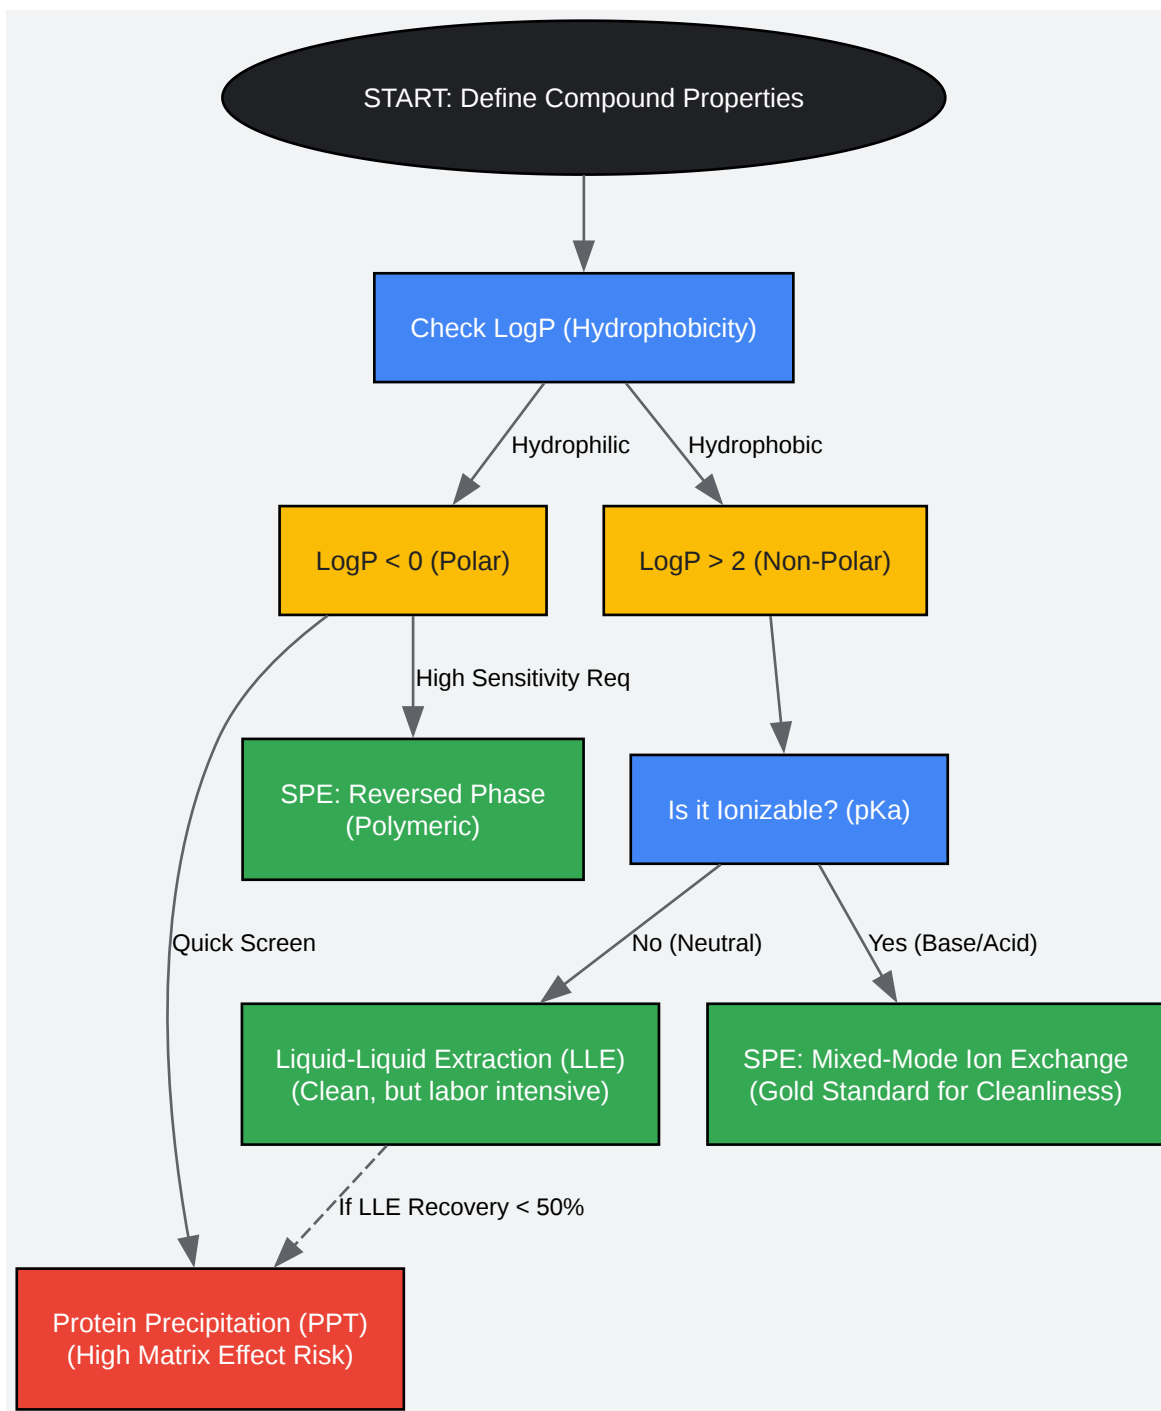 START: Define Compound Properties
Check LogP (Hydrophobicity)
Hydrophilic
Hydrophobic
LogP < 0 (Polar)
LogP > 2 (Non-Polar)
High Sensitivity Req
SPE: Reversed Phase
(Polymeric)
Is it Ionizable? (pKa)
Quick Screen
No (Neutral)
Yes (Base/Acid)
Liquid-Liquid Extraction (LLE)
(Clean, but labor intensive)
SPE: Mixed-Mode Ion Exchange
(Gold Standard for Cleanliness)
If LLE Recovery < 50%
Protein Precipitation (PPT)
(High Matrix Effect Risk)